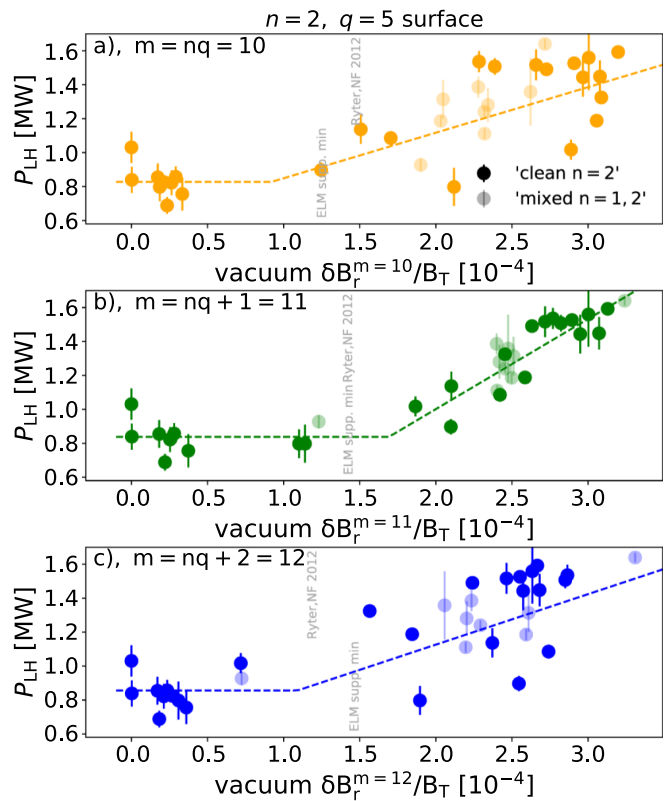 n = 2, q = 5 surface
a), m = nq = 10
P_LH [MW]
1.6
1.4
1.2
1.0
0.8
0.6
Ryter,NF 2012
ELM supp. min
'clean n = 2'
'mixed n = 1, 2'
0.0 0.5 1.0 1.5 2.0 2.5 3.0
vacuum δB_r^{m=10}/B_T [10⁻⁴]
b), m = nq + 1 = 11
P_LH [MW]
1.6
1.4
1.2
1.0
0.8
0.6
ELM supp. min Ryter,NF 2012
0.0 0.5 1.0 1.5 2.0 2.5 3.0
vacuum δB_r^{m=11}/B_T [10⁻⁴]
c), m = nq + 2 = 12
P_LH [MW]
1.6
1.4
1.2
1.0
0.8
0.6
Ryter,NF 2012
ELM supp. min
0.0 0.5 1.0 1.5 2.0 2.5 3.0
vacuum δB_r^{m=12}/B_T [10⁻⁴]